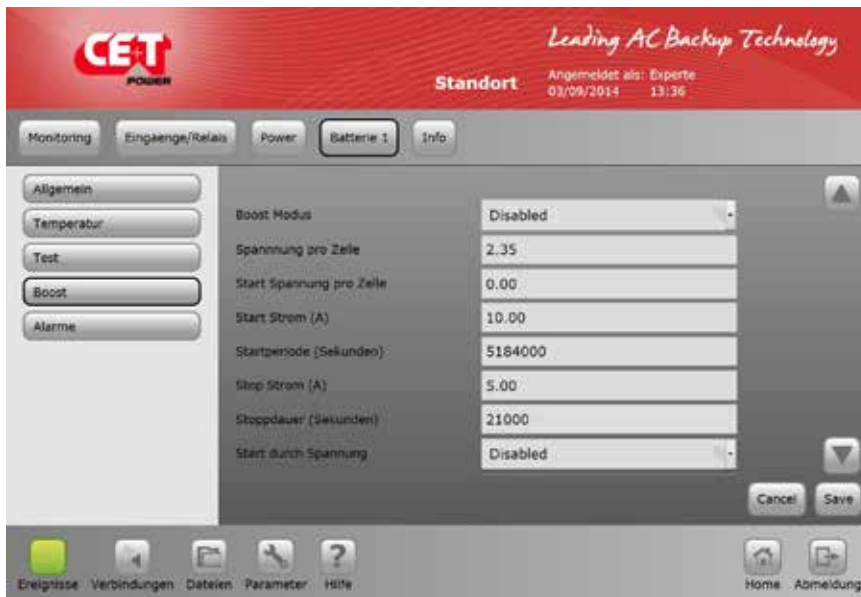 CE+T
POWER
Leading AC Backup Technology
Standort
Angemeldet als: Experte
03/09/2014 13:36
Monitoring Eingaenge/Relais Power Batterie 1 Info
Allgemein
Temperatur
Test
Boost
Alarme
Boost Modus Disabled
Spannnung pro Zelle 2.35
Start Spannung pro Zelle 0.00
Start Strom (A) 10.00
Startperiode (Sekunden) 5184000
Stop Strom (A) 5.00
Stoppdauer (Sekunden) 21000
Start durch Spannung Disabled
Cancel Save
Ereignisse Verbindungen Dateien Parameter Hilfe Home Abmeldung